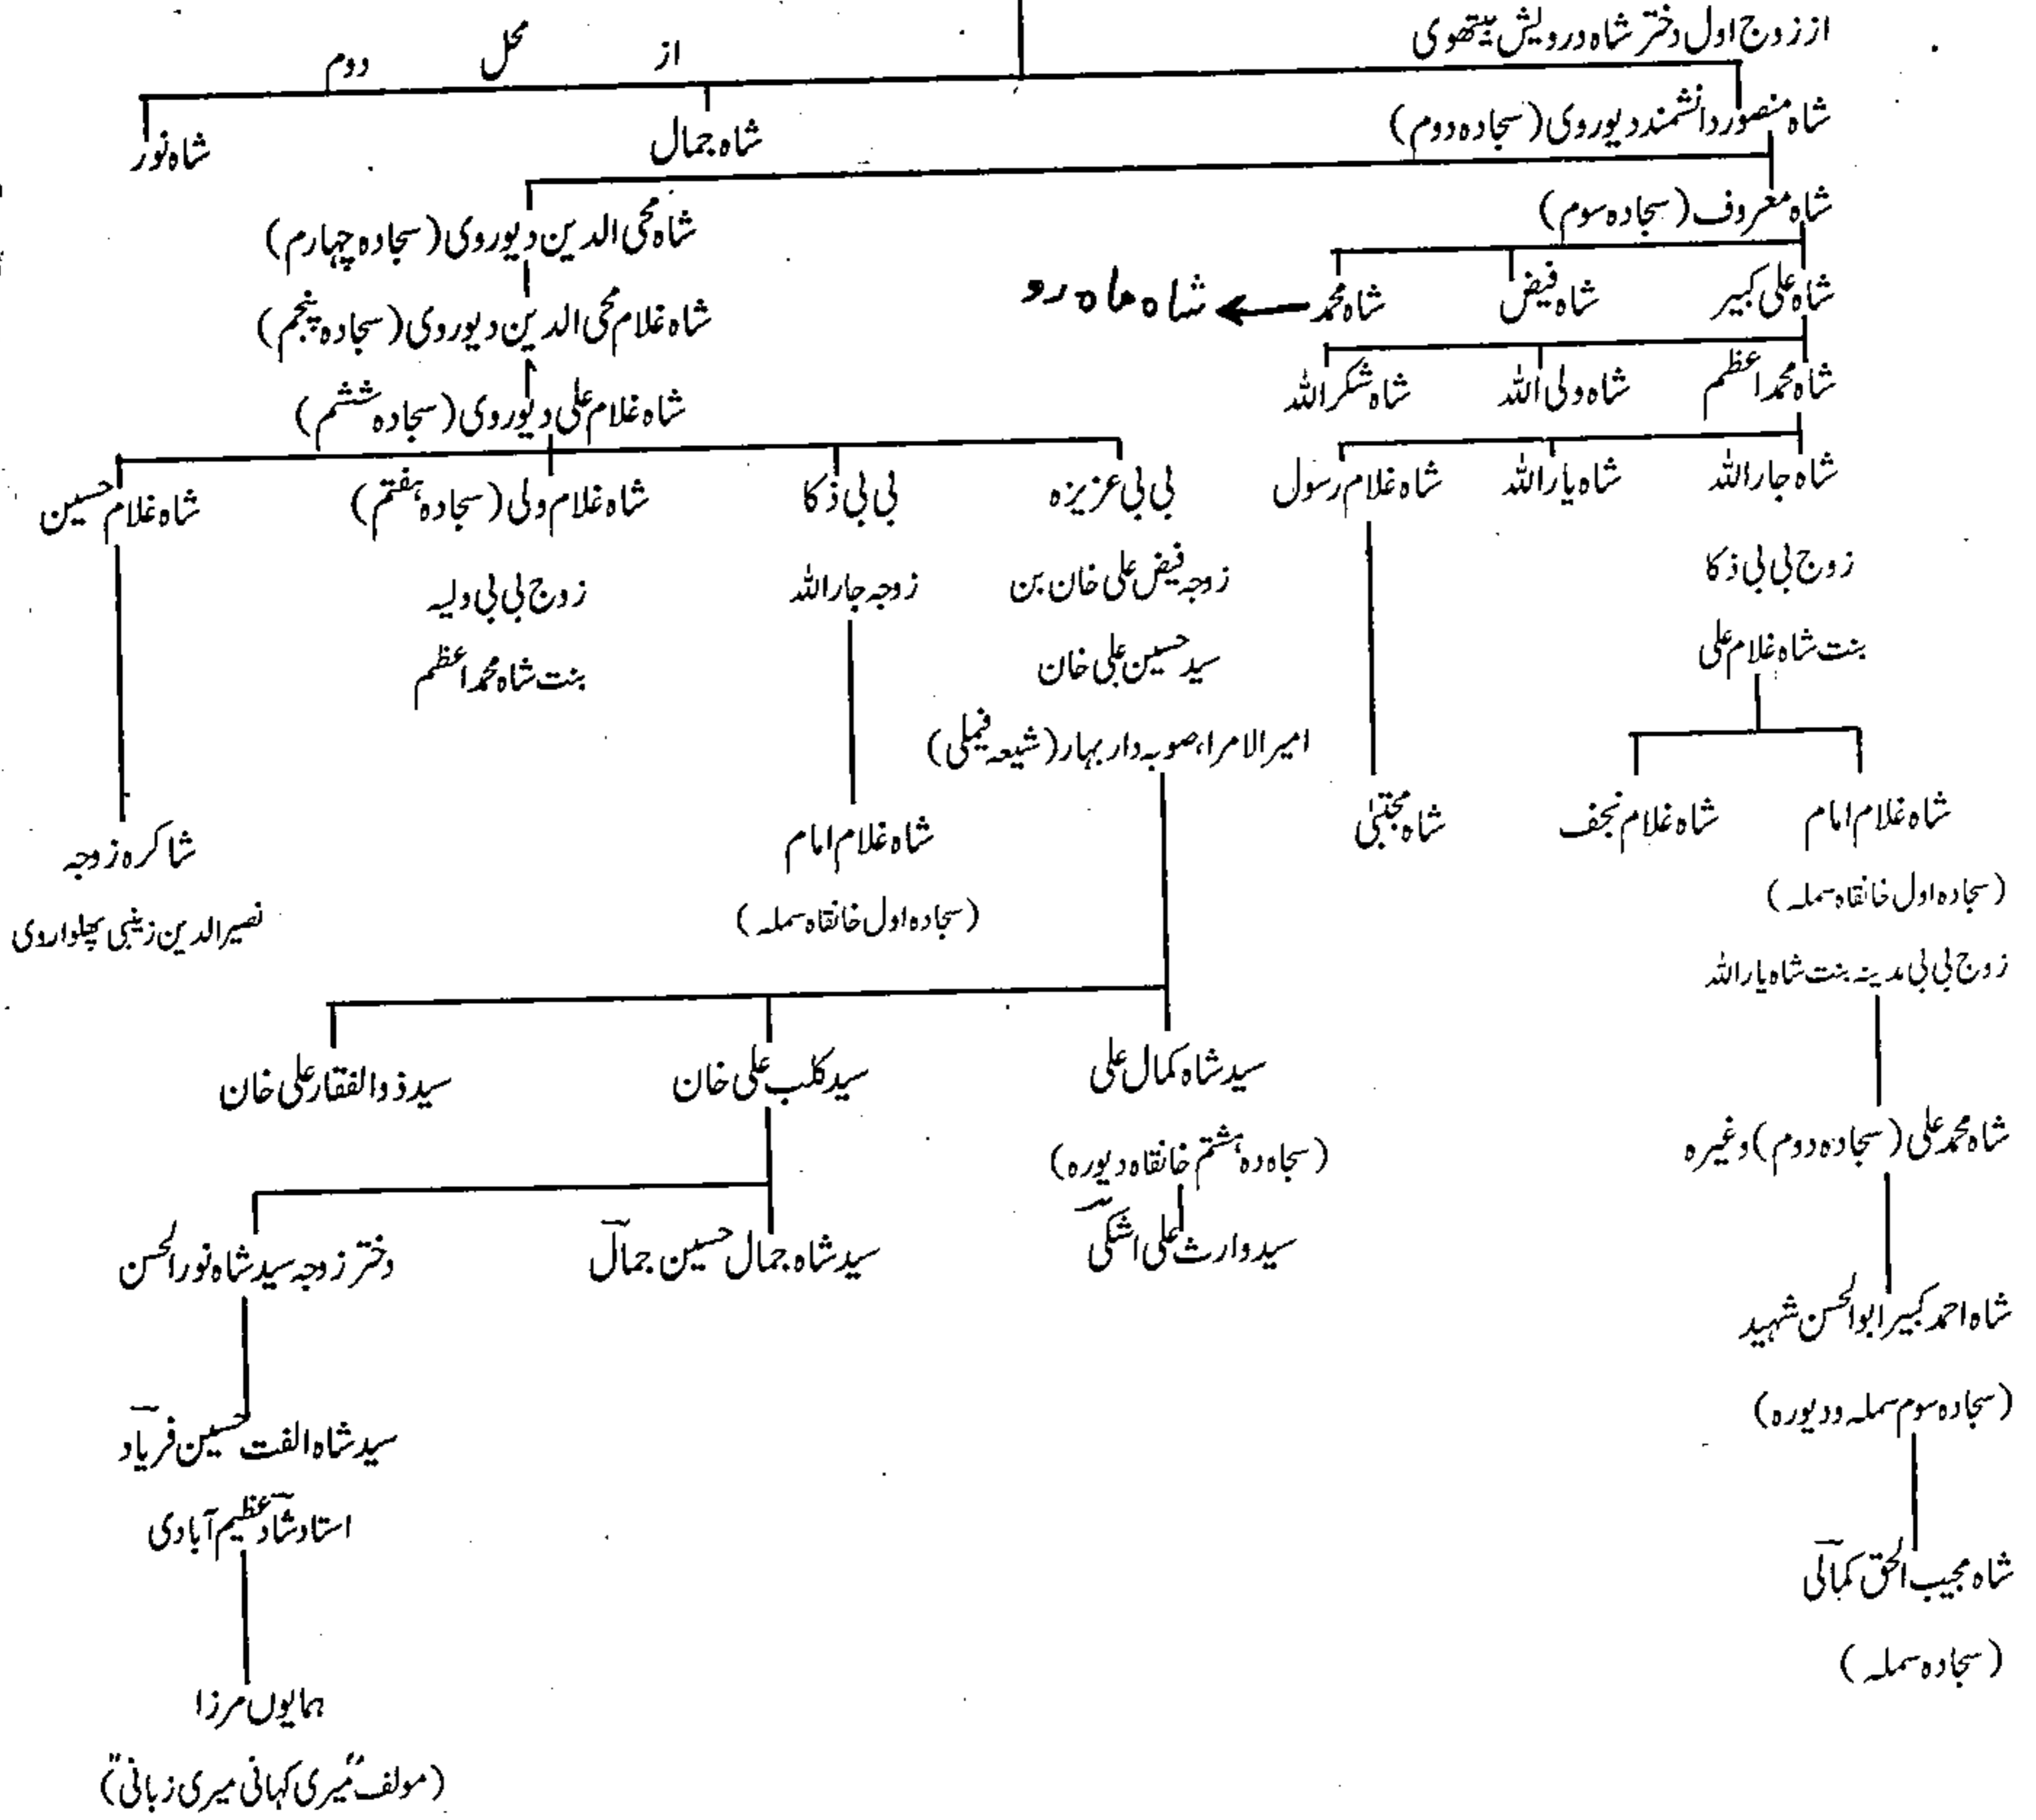 از زوج اول دختر شاہ درویش بیتھوی
از محل دوم
شاہ منصور دانشمند دیوروی (سجادہ دوم)
شاہ جمال
شاہ نور
شاہ معروف (سجادہ سوم)
شاہ محی الدین دیوروی (سجادہ چہارم)
شاہ علی کبیر
شاہ فیض
شاہ محمد
شاہ ماہ رو
شاہ غلام محی الدین دیوروی (سجادہ پنجم)
شاہ محمد اعظم
شاہ ولی اللہ
شاہ شکر اللہ
شاہ غلام علی دیوروی (سجادہ ششم)
شاہ جار اللہ
شاہ یار اللہ
شاہ غلام رسول
بی بی عزیزہ
بی بی ذکا
شاہ غلام ولی (سجادہ ہفتم)
شاہ غلام حسین
زوج بی بی ذکا
بنت شاہ غلام علی
زوجہ فیض علی خان بن
سید حسین علی خان
امیر الامراء، صوبہ دار بہار (شیعہ فیملی)
زوجہ جار اللہ
زوج بی بی ولیہ
بنت شاہ محمد اعظم
شاہ غلام امام
(سجادہ اول خانقاہ سملہ)
زوج بی بی مدینہ بنت شاہ یار اللہ
شاہ غلام نجف
شاہ مجتبیٰ
شاہ غلام امام
(سجادہ اول خانقاہ سملہ)
شاکرہ زوجہ
نصیر الدین زینبی پھلواروی
سید شاہ کمال علی
(سجادہ ہشتم خانقاہ دیورہ)
سید کلب علی خان
سید ذوالفقار علی خان
شاہ محمد علی (سجادہ دوم) وغیرہ
سید وارث علی اشکی
سید شاہ جمال حسین جمال
دختر زوجہ سید شاہ نور الحسن
شاہ احمد کبیر ابوالحسن شہید
(سجادہ سوم سملہ و دیورہ)
سید شاہ الفت حسین فریاد
استاد شاد عظیم آبادی
شاہ مجیب الحق کمالی
(سجادہ سملہ)
ہمایوں مرزا
(مولف "میری کہانی میری زبانی")